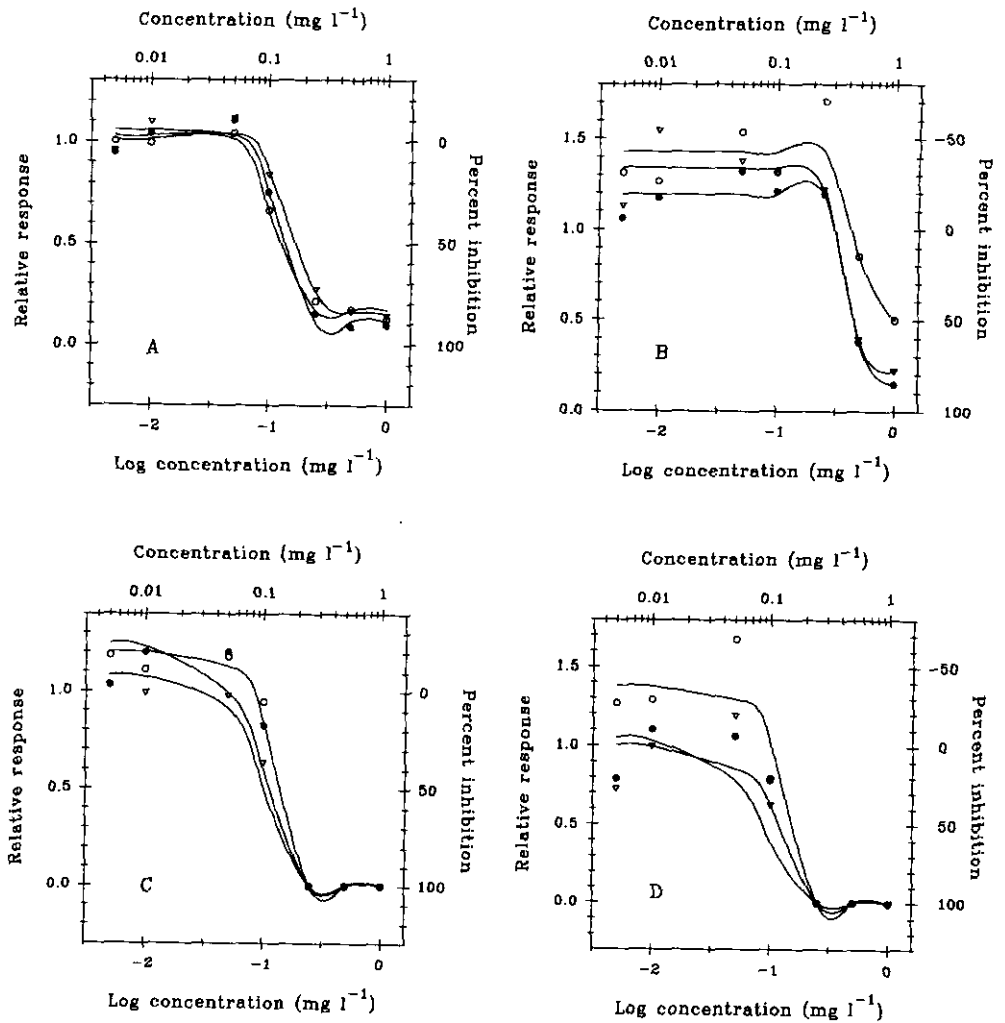 Concentration (mg l⁻¹)
0.01 0.1 1
1.0
0.5
0.0
Relative response
0
50
100
Percent inhibition
A
-2 -1 0
Log concentration (mg l⁻¹)
Concentration (mg l⁻¹)
0.01 0.1 1
1.5
1.0
0.5
0.0
Relative response
-50
0
50
100
Percent inhibition
B
-2 -1 0
Log concentration (mg l⁻¹)
Concentration (mg l⁻¹)
0.01 0.1 1
1.0
0.5
0.0
Relative response
0
50
100
Percent inhibition
C
-2 -1 0
Log concentration (mg l⁻¹)
Concentration (mg l⁻¹)
0.01 0.1 1
1.5
1.0
0.5
0.0
Relative response
-50
0
50
100
Percent inhibition
D
-2 -1 0
Log concentration (mg l⁻¹)